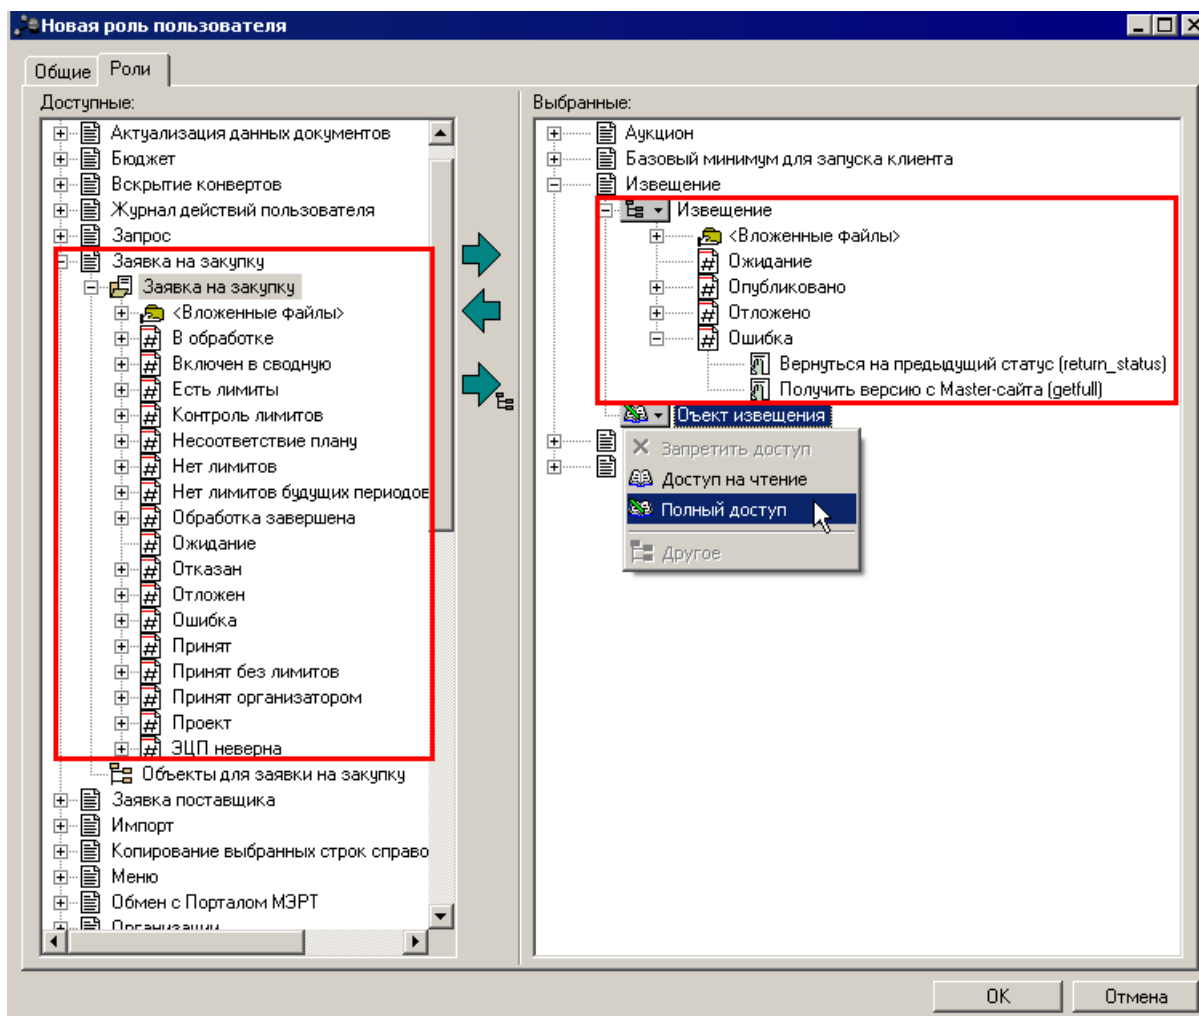 Новая роль пользователя
Общие
Роли
Доступные:
Актуализация данных документов
Бюджет
Вскрытие конвертов
Журнал действий пользователя
Запрос
Заявка на закупку
Заявка на закупку
<Вложенные файлы>
В обработке
Включен в сводную
Есть лимиты
Контроль лимитов
Несоответствие плану
Нет лимитов
Нет лимитов будущих периодов
Обработка завершена
Ожидание
Отказан
Отложен
Ошибка
Принят
Принят без лимитов
Принят организатором
Проект
ЭЦП неверна
Объекты для заявки на закупку
Заявка поставщика
Импорт
Копирование выбранных строк справо
Меню
Обмен с Порталом МЭРТ
Организации
Выбранные:
Аукцион
Базовый минимум для запуска клиента
Извещение
Извещение
<Вложенные файлы>
Ожидание
Опубликовано
Отложено
Ошибка
Вернуться на предыдущий статус (return_status)
Получить версию с Master-сайта (getfull)
Оъект извещения
Запретить доступ
Доступ на чтение
Полный доступ
Другое
OK
Отмена